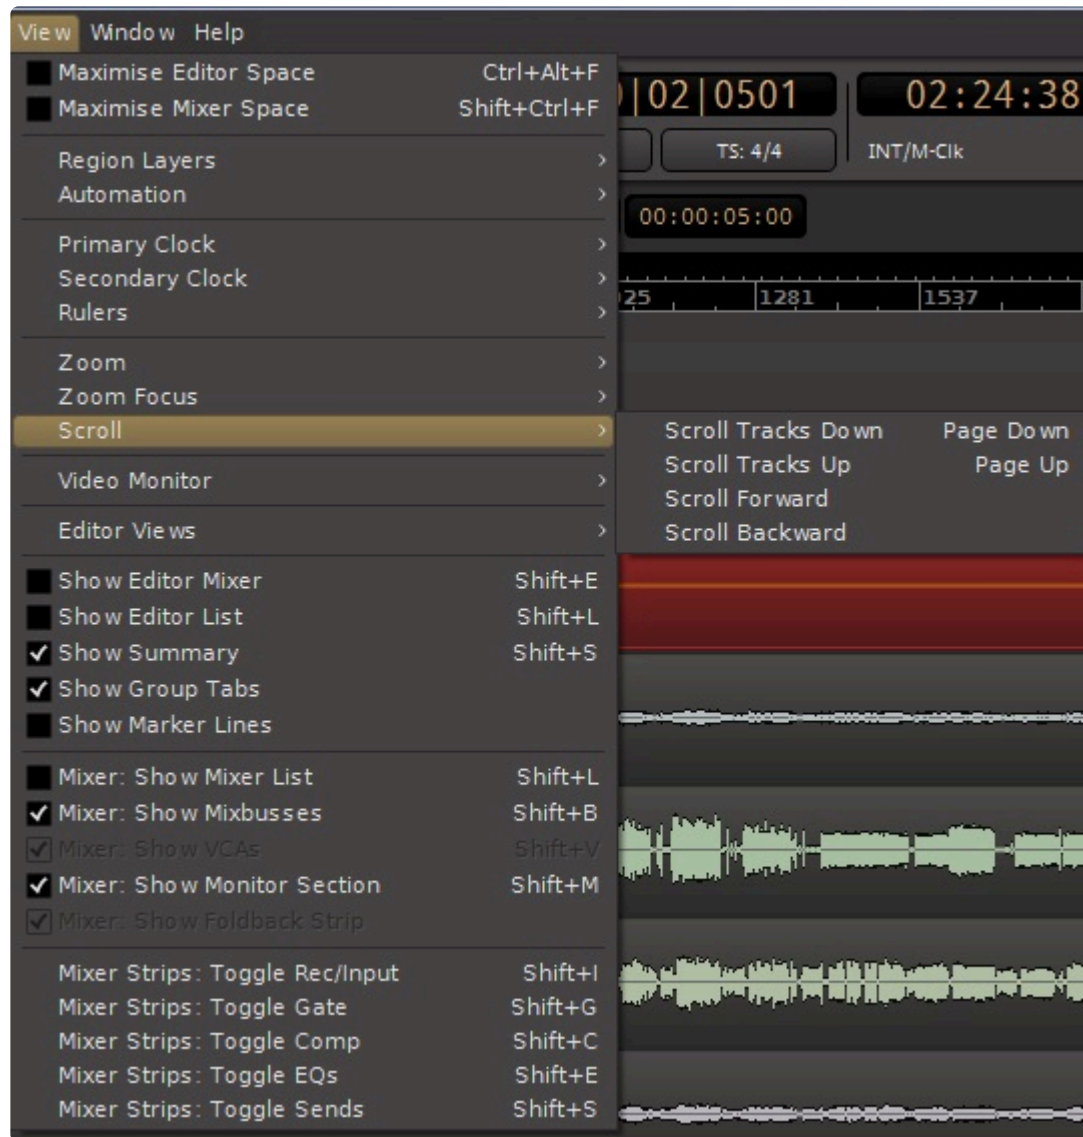 View Window Help
Maximise Editor Space Ctrl+Alt+F
Maximise Mixer Space Shift+Ctrl+F
|02|0501 02:24:38
TS: 4/4 INT/M-Clk
Region Layers
Automation
00:00:05:00
Primary Clock
Secondary Clock
Rulers
25 1281 1537
Zoom
Zoom Focus
Scroll
Scroll Tracks Down Page Down
Scroll Tracks Up Page Up
Scroll Forward
Scroll Backward
Video Monitor
Editor Views
Show Editor Mixer Shift+E
Show Editor List Shift+L
Show Summary Shift+S
Show Group Tabs
Show Marker Lines
Mixer: Show Mixer List Shift+L
Mixer: Show Mixbusses Shift+B
Mixer: Show VCAs Shift+V
Mixer: Show Monitor Section Shift+M
Mixer: Show Foldback Strip
Mixer Strips: Toggle Rec/Input Shift+I
Mixer Strips: Toggle Gate Shift+G
Mixer Strips: Toggle Comp Shift+C
Mixer Strips: Toggle EQs Shift+E
Mixer Strips: Toggle Sends Shift+S